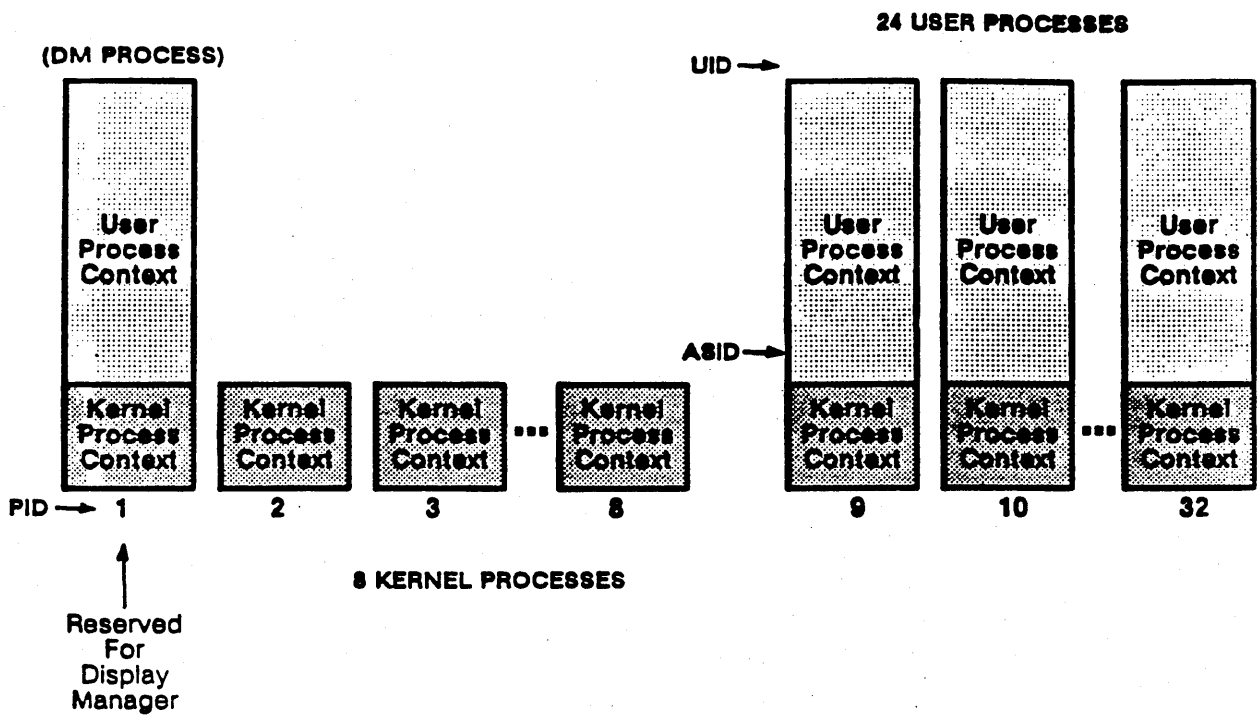 24 USER PROCESSES
(DM PROCESS)
UID
User
Process
Context
User
Process
Context
User
Process
Context
User
Process
Context
ASID
Kernel
Process
Context
Kernel
Process
Context
Kernel
Process
Context
...
Kernel
Process
Context
Kernel
Process
Context
Kernel
Process
Context
...
Kernel
Process
Context
PID 1 2 3 8 9 10 32
8 KERNEL PROCESSES
Reserved
For
Display
Manager